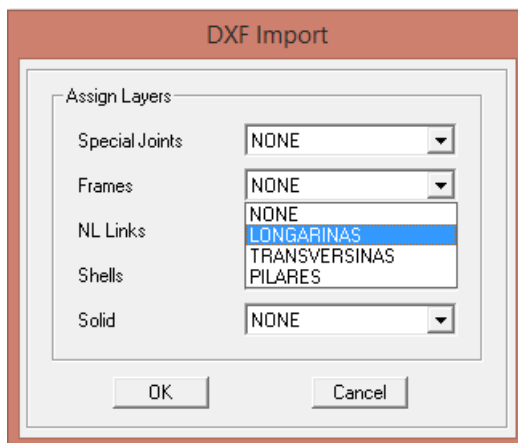 DXF Import
Assign Layers
Special Joints NONE
Frames NONE
NONE
NL Links LONGARINAS
TRANSVERSINAS
Shells PILARES
Solid NONE
OK Cancel